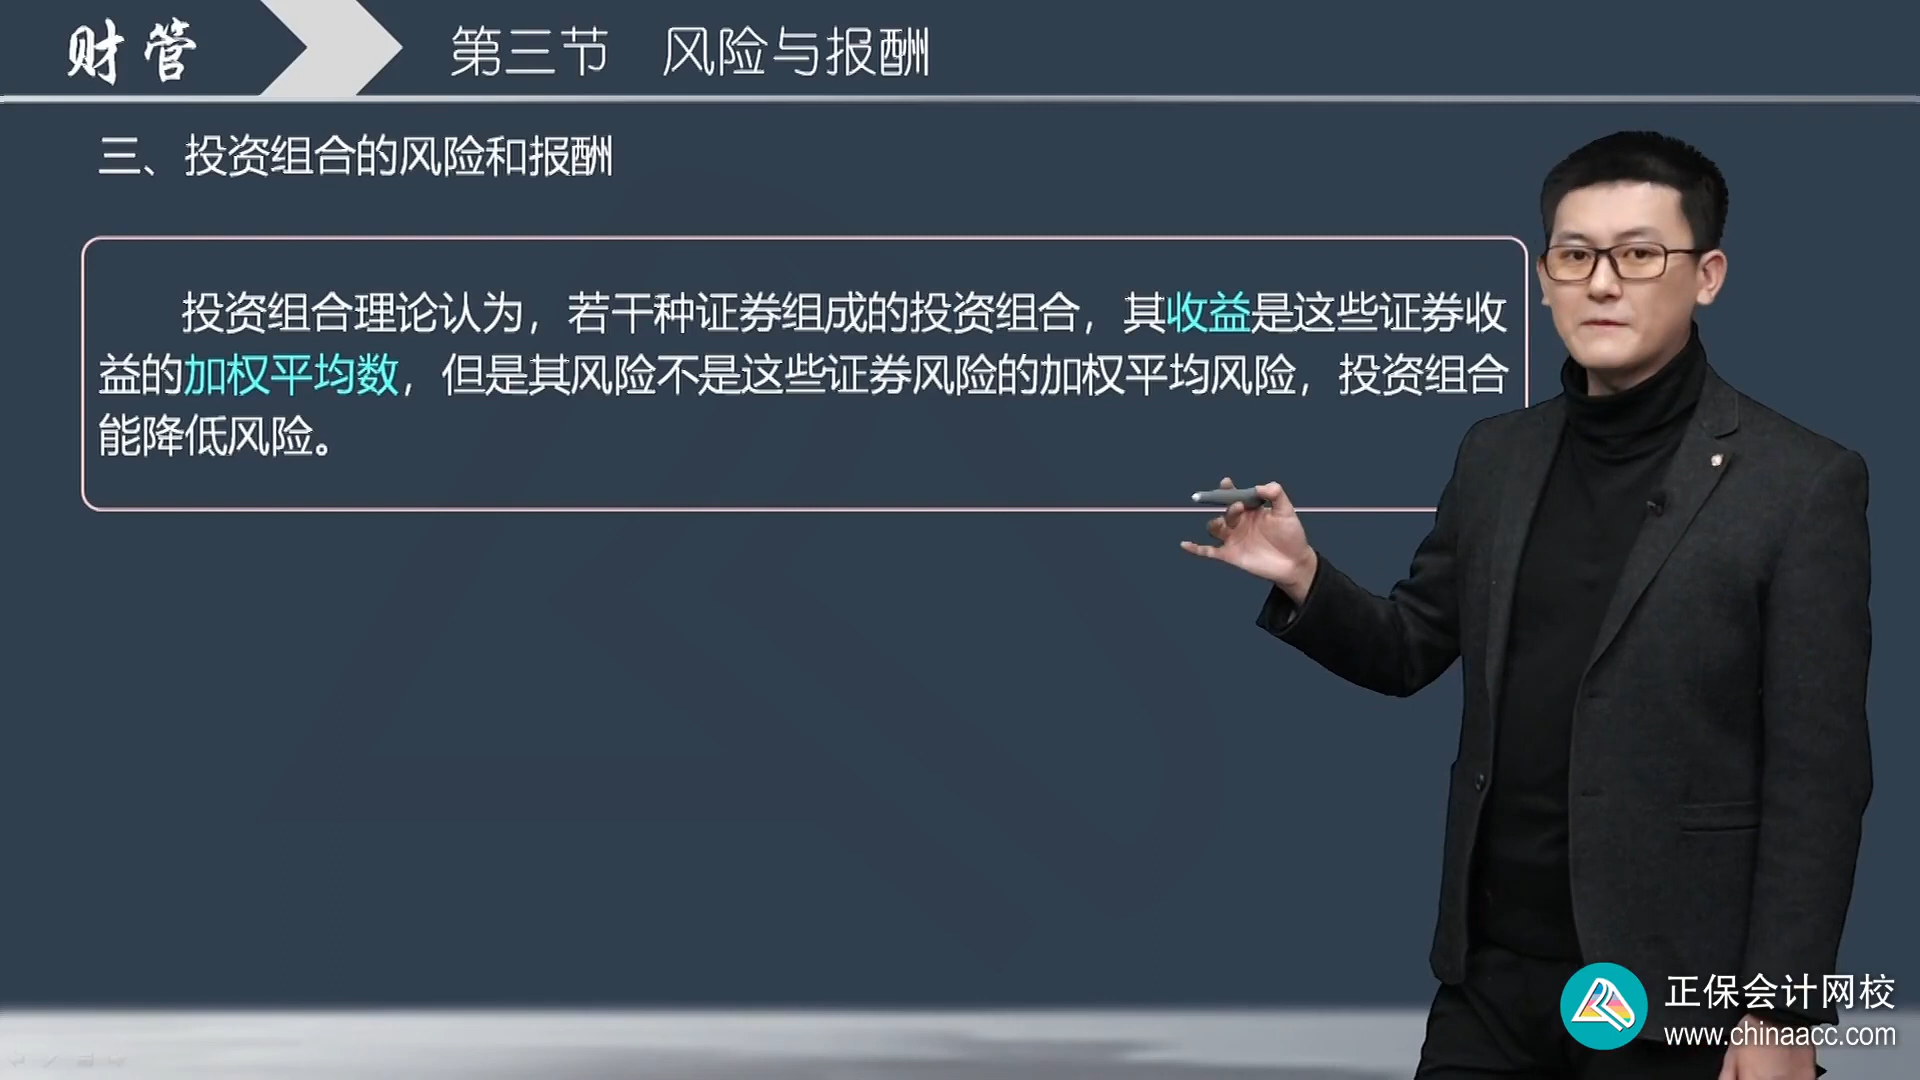 财管
第三节 风险与报酬
三、投资组合的风险和报酬
投资组合理论认为，若干种证券组成的投资组合，其收益是这些证券收
益的加权平均数，但是其风险不是这些证券风险的加权平均风险，投资组合
能降低风险。
正保会计网校
www.chinaacc.com